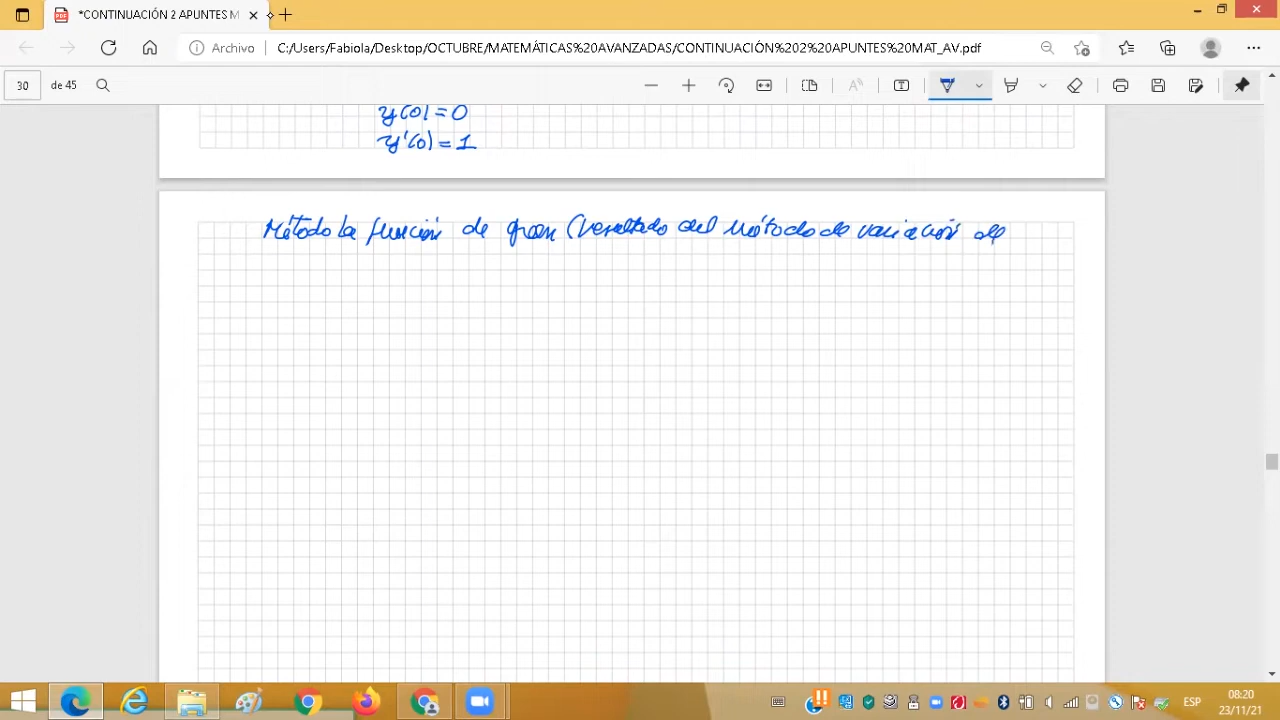 *CONTINUACIÓN 2 APUNTES M
Archivo C:/Users/Fabiola/Desktop/OCTUBRE/MATEMÁTICAS%20AVANZADAS/CONTINUACIÓN%202%20APUNTES%20MAT_AV.pdf
30 de 45
y(0)=0
y'(0)=1
Método la función de green (resultado del método de variación de
ESP
08:20
23/11/21